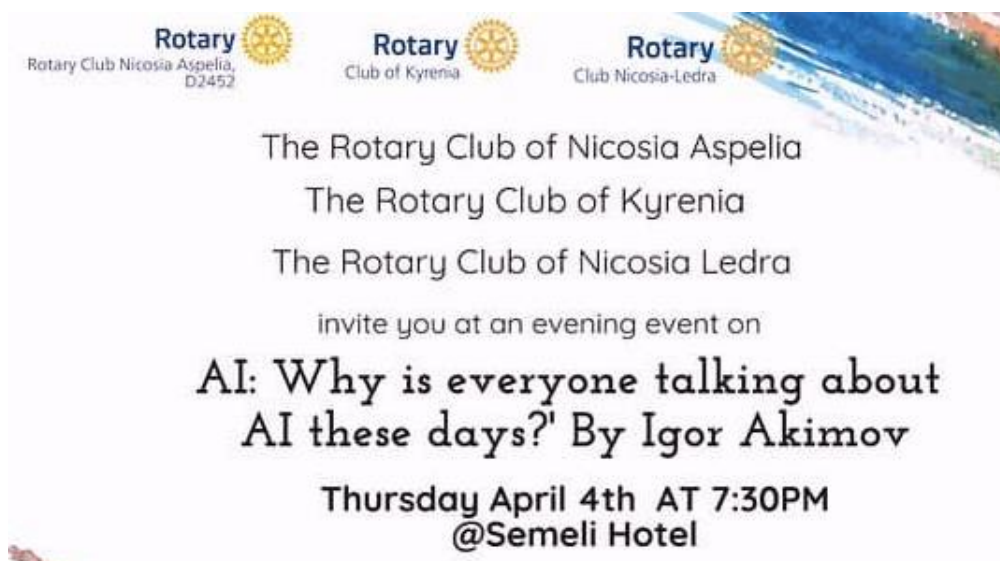 Rotary
Rotary Club Nicosia Aspelia,
D2452
Rotary
Club of Kyrenia
Rotary
Club Nicosia-Ledra
The Rotary Club of Nicosia Aspelia
The Rotary Club of Kyrenia
The Rotary Club of Nicosia Ledra
invite you at an evening event on
AI: Why is everyone talking about
AI these days?' By Igor Akimov
Thursday April 4th AT 7:30PM
@Semeli Hotel